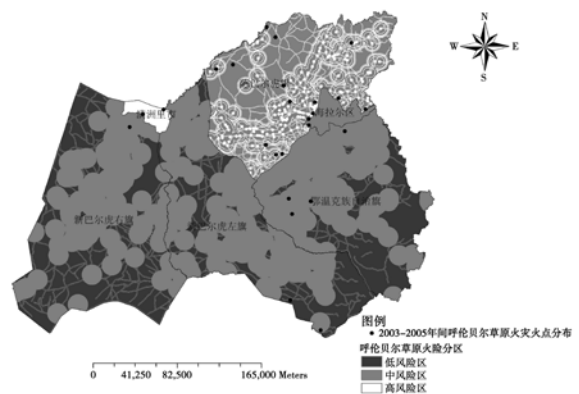 N
W E
S
满洲里市
海拉尔区
新巴尔虎右旗
新巴尔虎左旗
鄂温克族自治旗
图例
2003-2005年间呼伦贝尔草原火灾火点分布
呼伦贝尔草原火险分区
低风险区
中风险区
高风险区
0 41,250 82,500 165,000 Meters